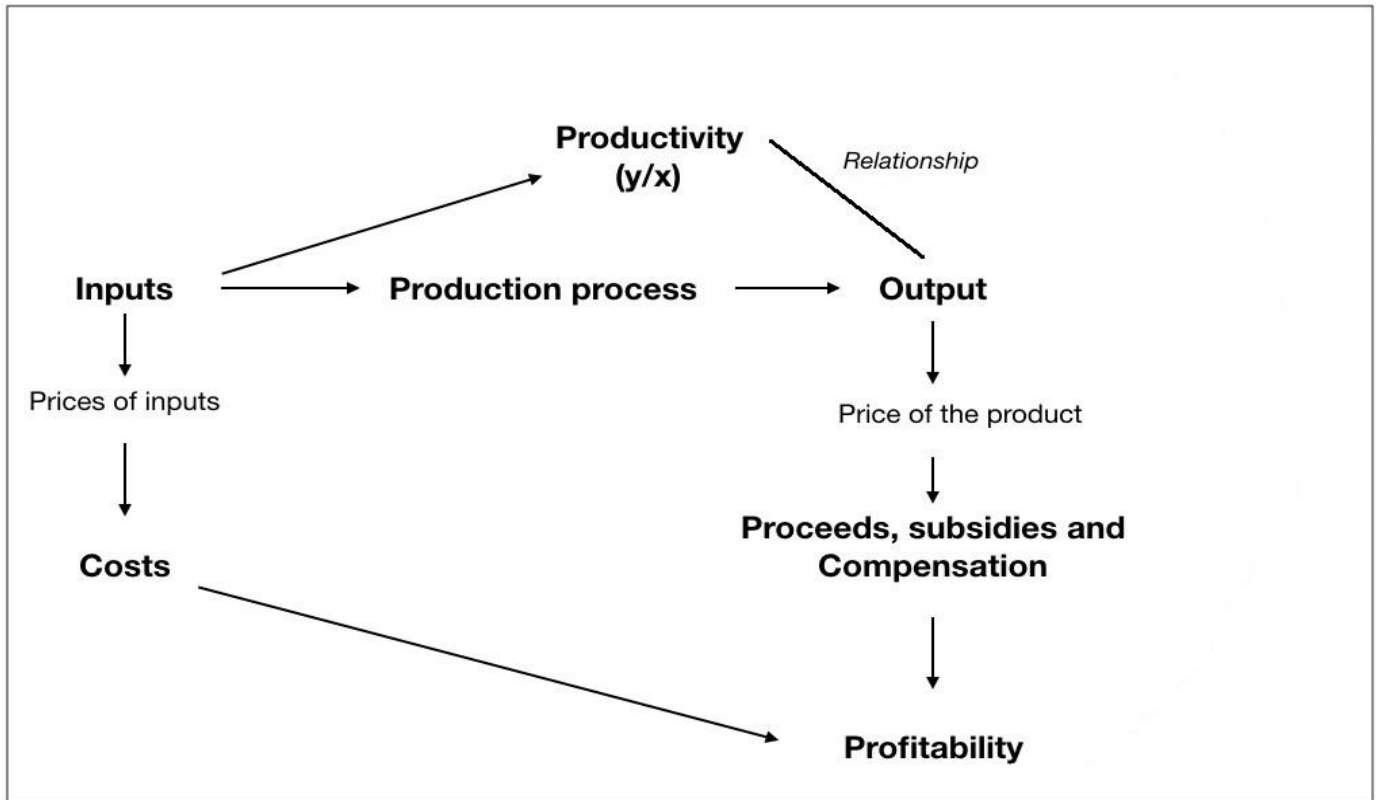 Productivity
(y/x)
Relationship
Inputs
Production process
Output
Prices of inputs
Price of the product
Proceeds, subsidies and
Compensation
Costs
Profitability